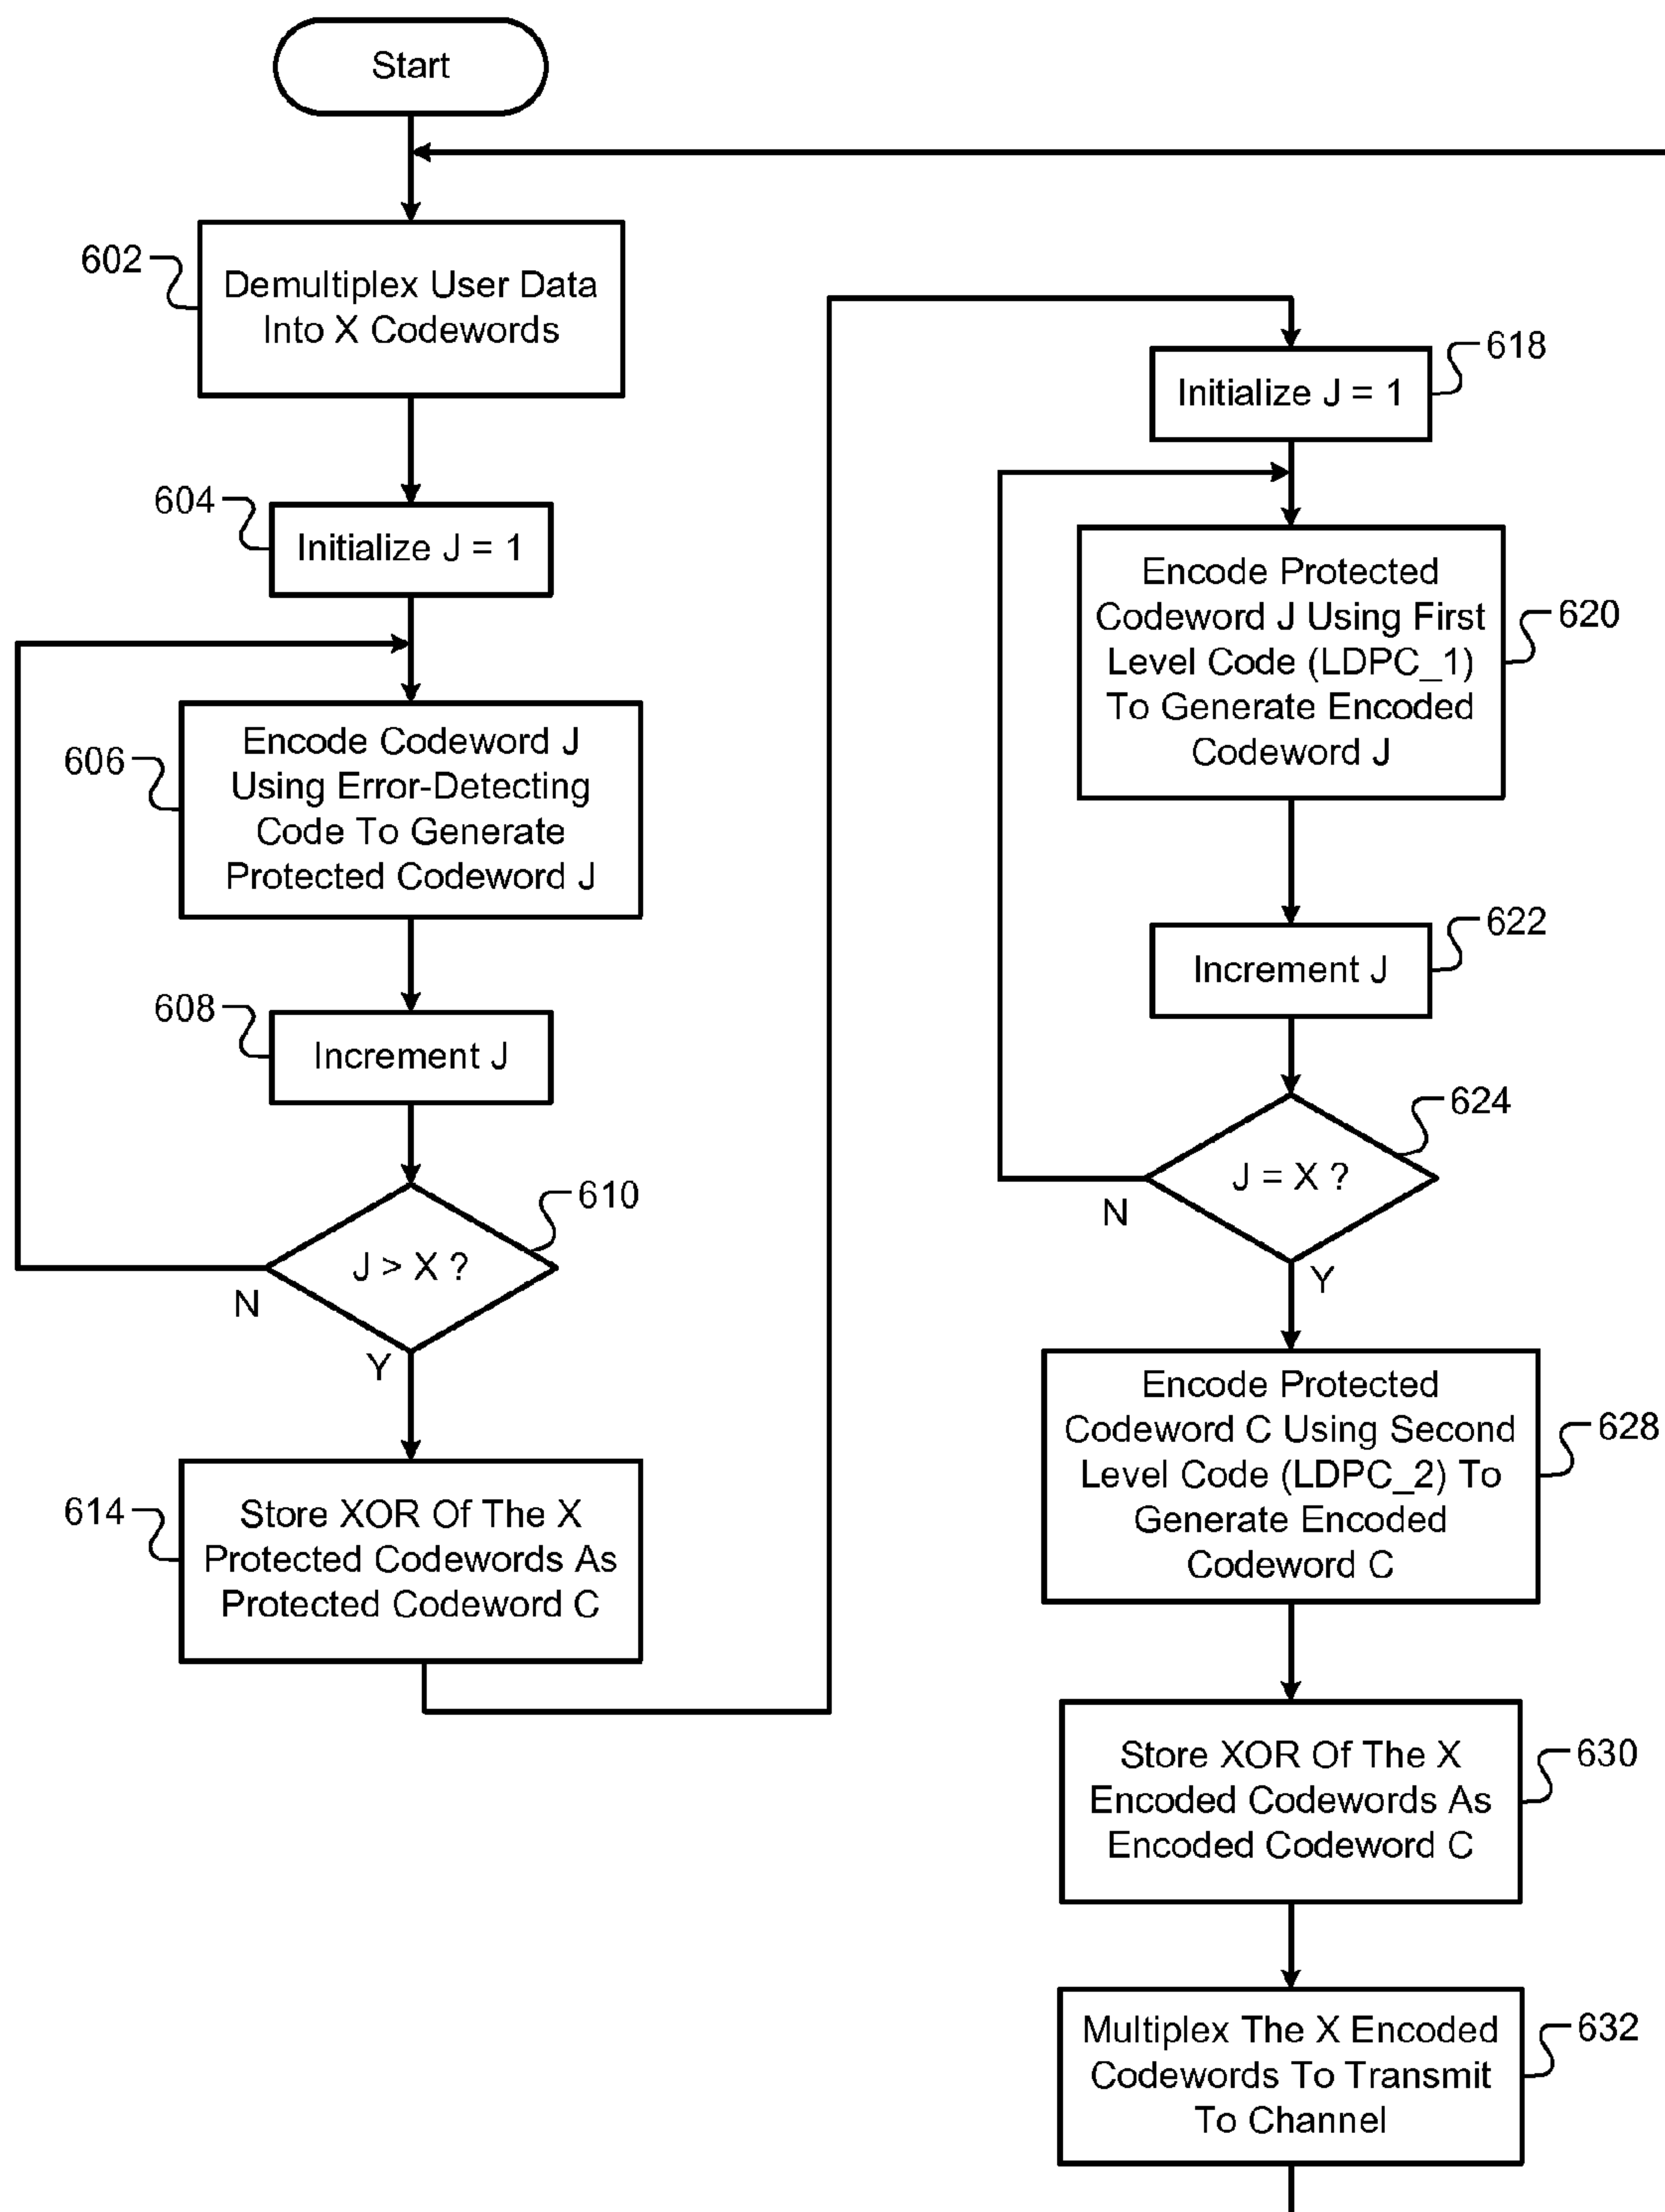 Start
602
Demultiplex User Data
Into X Codewords
604
Initialize J = 1
606
Encode Codeword J
Using Error-Detecting
Code To Generate
Protected Codeword J
608
Increment J
610
J > X ?
N
Y
614
Store XOR Of The X
Protected Codewords As
Protected Codeword C
618
Initialize J = 1
620
Encode Protected
Codeword J Using First
Level Code (LDPC_1)
To Generate Encoded
Codeword J
622
Increment J
624
J = X ?
N
Y
628
Encode Protected
Codeword C Using Second
Level Code (LDPC_2) To
Generate Encoded
Codeword C
630
Store XOR Of The X
Encoded Codewords As
Encoded Codeword C
632
Multiplex The X Encoded
Codewords To Transmit
To Channel